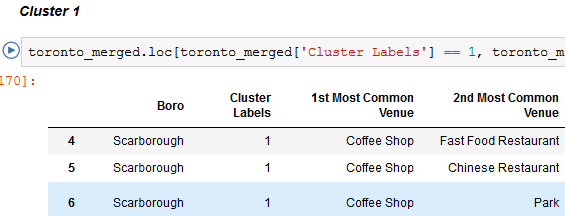 Cluster 1
toronto_merged.loc[toronto_merged['Cluster Labels'] == 1, toronto_m
170]:
Boro Cluster Labels 1st Most Common Venue 2nd Most Common Venue
4 Scarborough 1 Coffee Shop Fast Food Restaurant
5 Scarborough 1 Coffee Shop Chinese Restaurant
6 Scarborough 1 Coffee Shop Park